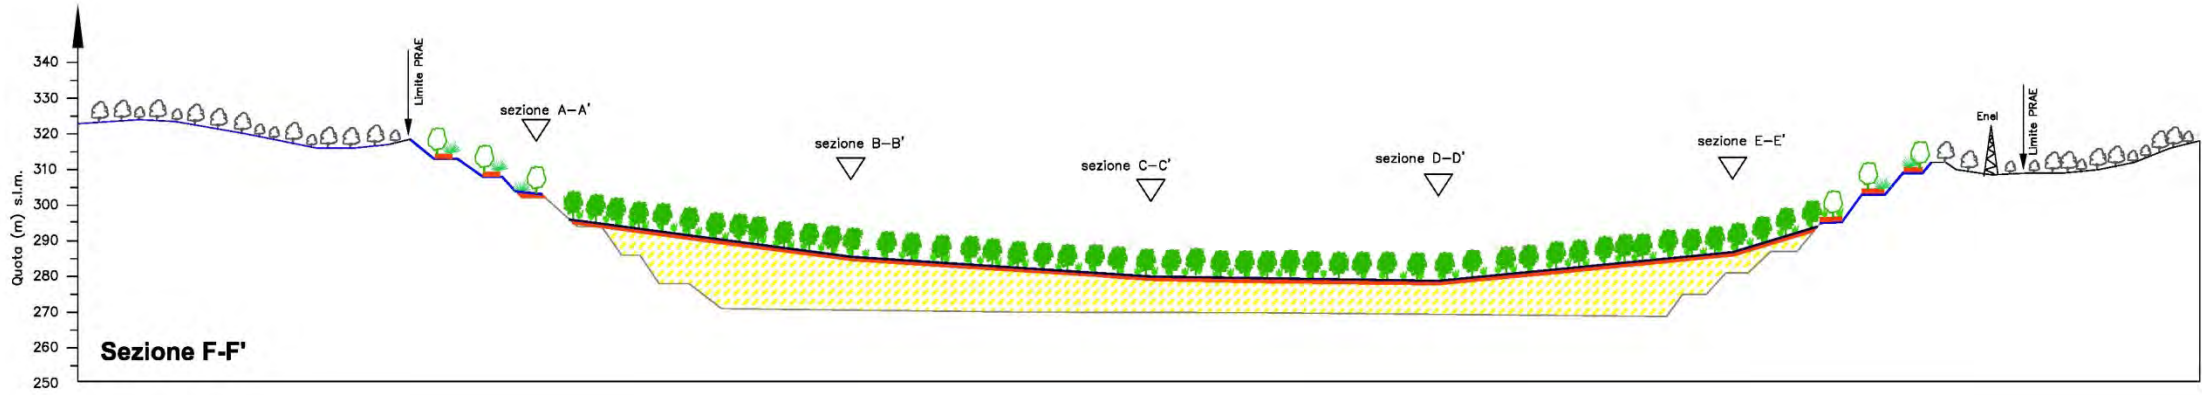 Quota (m) s.l.m.
340
330
320
310
300
290
280
270
260
250
Limite PRAE
sezione A–A'
sezione B–B'
sezione C–C'
sezione D–D'
sezione E–E'
Enel
Limite PRAE
Sezione F-F'